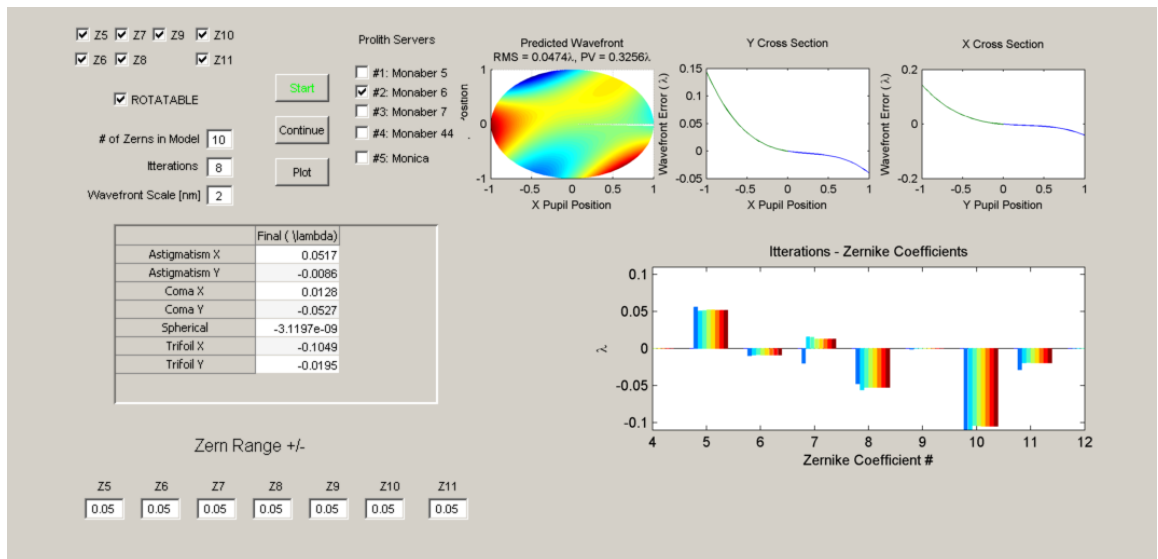 Z5 Z7 Z9 Z10
Z6 Z8 Z11
ROTATABLE
# of Zerns in Model 10
Itterations 8
Wavefront Scale [nm] 2
Start
Continue
Plot
Prolith Servers
#1: Monaber 5
#2: Monaber 6
#3: Monaber 7
#4: Monaber 44
#5: Monica
Predicted Wavefront
RMS = 0.0474λ, PV = 0.3256λ
1
0
-1
-1 -0.5 0 0.5 1
X Pupil Position
Y Cross Section
Wavefront Error (λ)
0.15
0.1
0.05
0
-0.05
-1 -0.5 0 0.5 1
X Pupil Position
X Cross Section
Wavefront Error (λ)
0.2
0
-0.2
-1 -0.5 0 0.5 1
Y Pupil Position
Final ( \lambda)
Astigmatism X 0.0517
Astigmatism Y -0.0086
Coma X 0.0128
Coma Y -0.0527
Spherical -3.1197e-09
Trifoil X -0.1049
Trifoil Y -0.0195
Itterations - Zernike Coefficients
λ
0.1
0.05
0
-0.05
-0.1
4 5 6 7 8 9 10 11 12
Zernike Coefficient #
Zern Range +/-
Z5 Z6 Z7 Z8 Z9 Z10 Z11
0.05 0.05 0.05 0.05 0.05 0.05 0.05